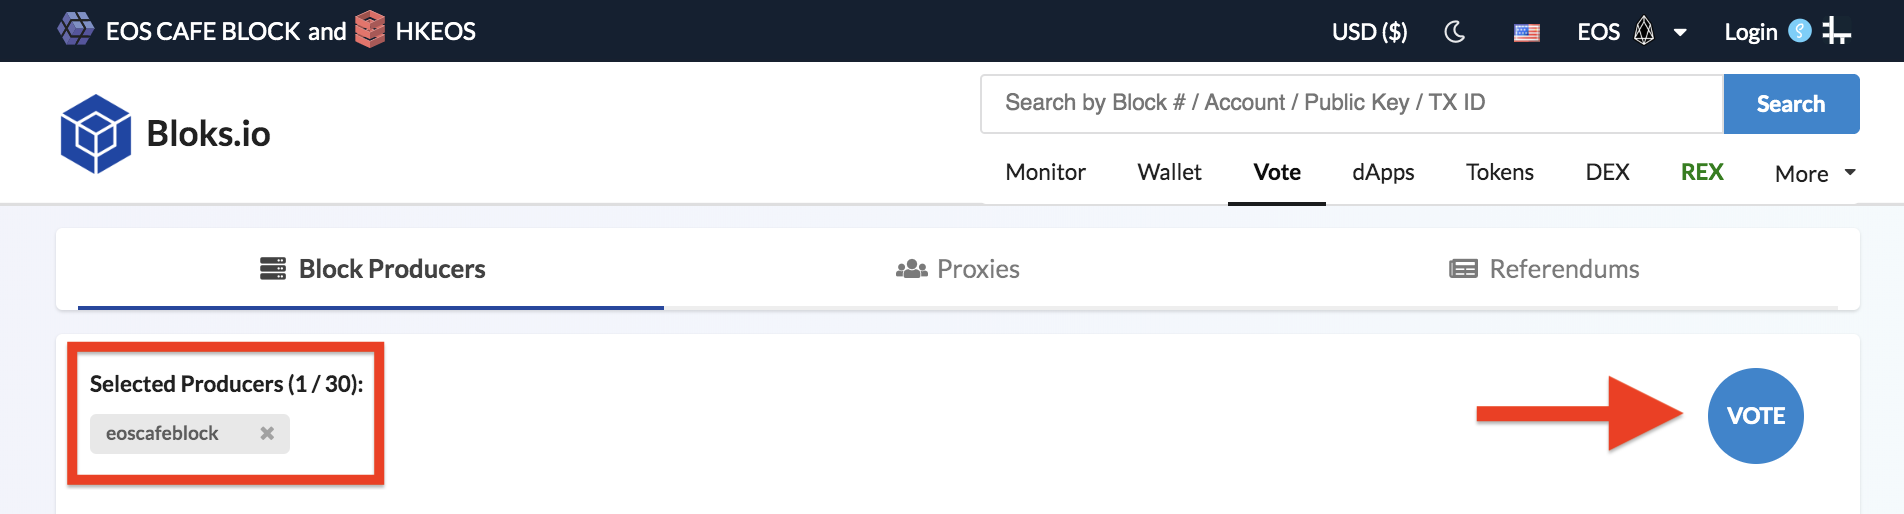 EOS CAFE BLOCK and HKEOS
USD ($)
EOS
Login
Bloks.io
Search by Block # / Account / Public Key / TX ID
Search
Monitor
Wallet
Vote
dApps
Tokens
DEX
REX
More
Block Producers
Proxies
Referendums
Selected Producers (1 / 30):
eoscafeblock
VOTE